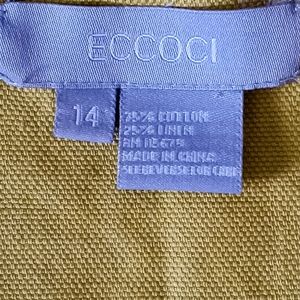 ECCOCI
14
75% COTTON
25% LINEN
MADE IN CHINA
SEE REVERSE FOR CARE